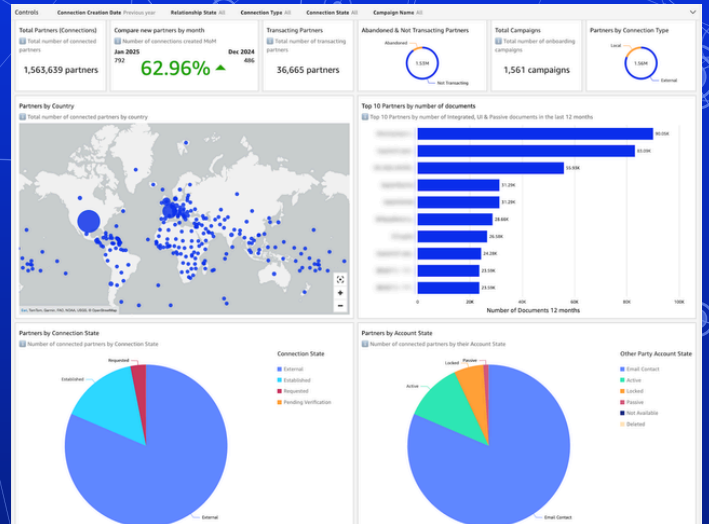 Controls Connection Creation Date Previous year Relationship State All Connection Type All Connection State All Campaign Name All
Total Partners (Connections)
Total number of connected
partners
1,563,639 partners
Compare new partners by month
Number of connections created MoM
Jan 2025
792
Dec 2024
486
62.96%
Transacting Partners
Total number of transacting
partners
36,665 partners
Abandoned & Not Transacting Partners
Abandoned
1.53M
Not Transacting
Total Campaigns
Total number of onboarding
campaigns
1,561 campaigns
Partners by Connection Type
Local
1.56M
External
Partners by Country
Total number of connected partners by country
+
−
Top 10 Partners by number of documents
Top 10 Partners by number of Integrated, UI & Passive documents in the last 12 months
90.05K
83.05K
55.93K
31.29K
31.28K
28.66K
26.58K
24.28K
23.59K
23.59K
0 20K 40K 60K 80K 100K
Number of Documents 12 months
Partners by Connection State
Number of connected partners by Connection State
Requested
Established
External
Connection State
External
Established
Requested
Pending Verification
Partners by Account State
Number of connected partners by their Account State
Locked Passive
Active
Email Contact
Other Party Account State
Email Contact
Active
Locked
Passive
Not Available
Deleted